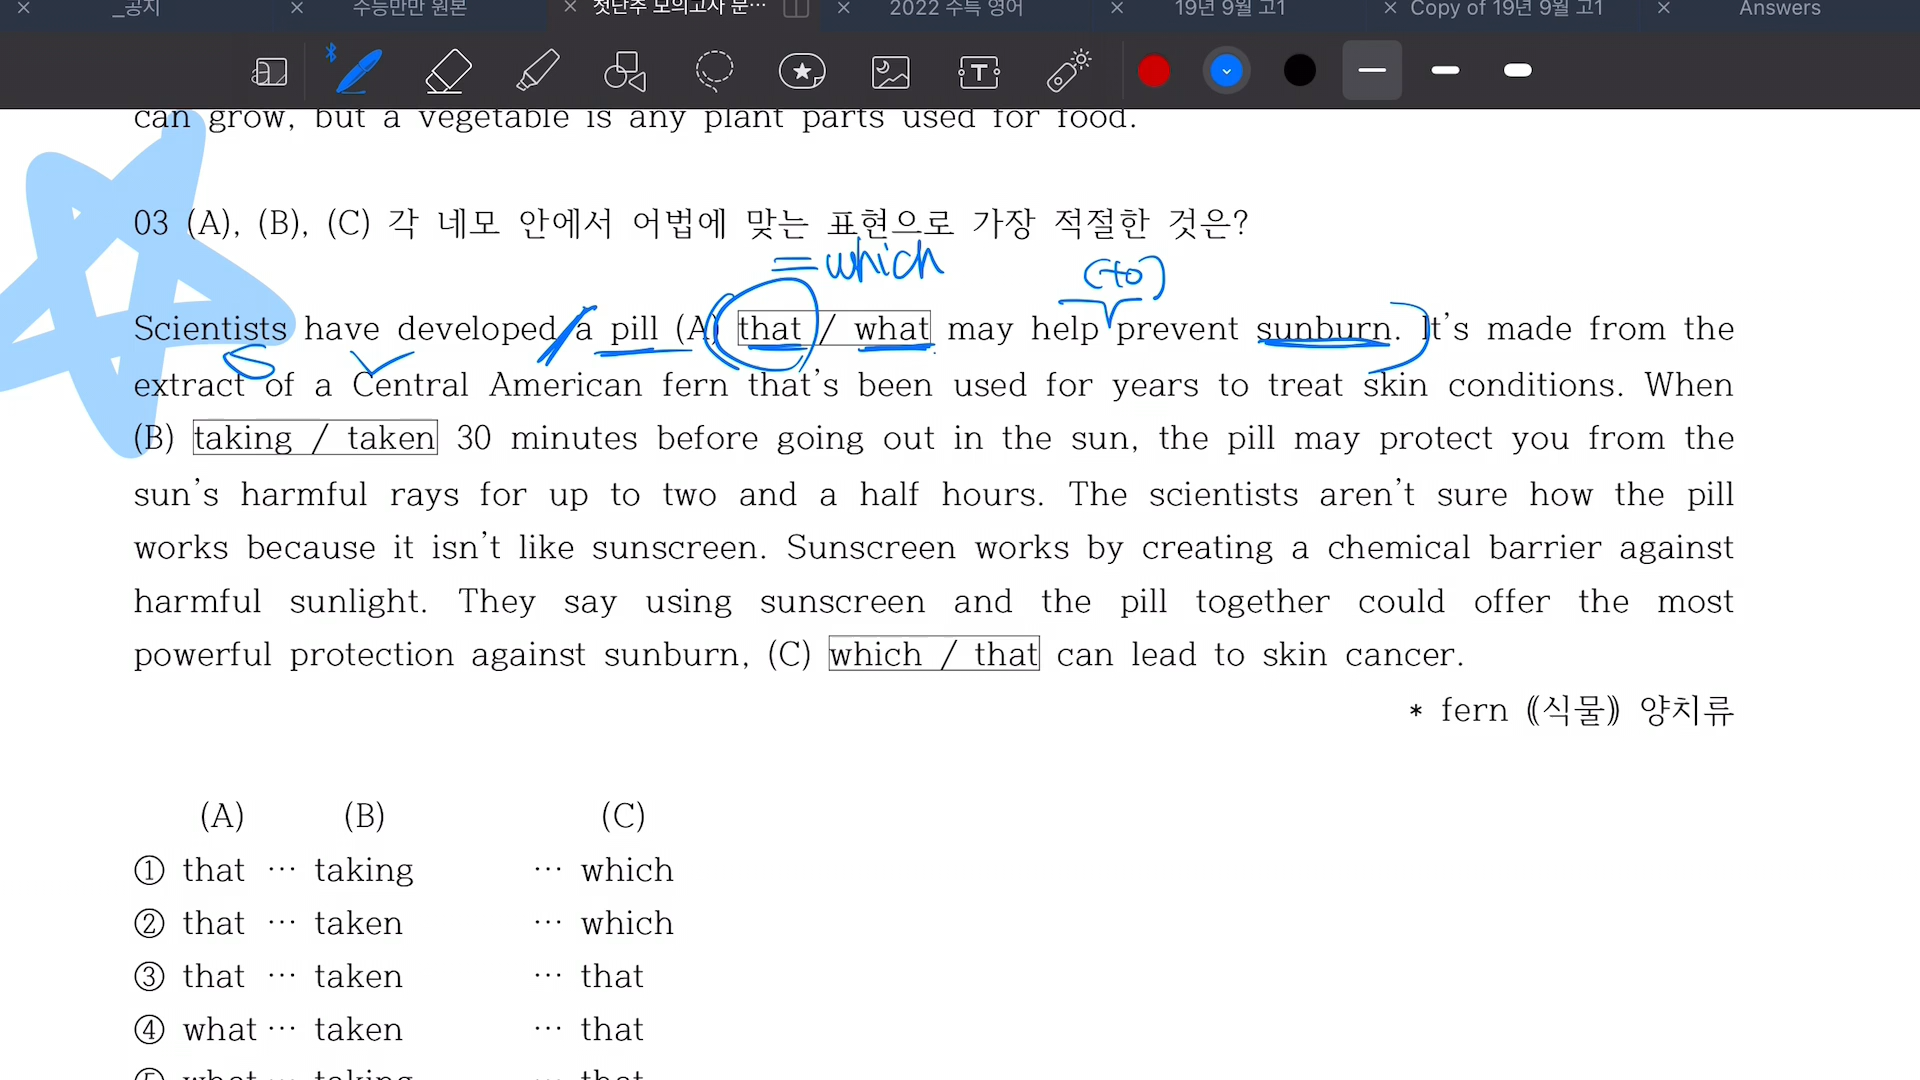 _공지
수능만만 원본
첫단추 모의고사 문…
2022 수특 영어
19년 9월 고1
Copy of 19년 9월 고1
Answers
can grow, but a vegetable is any plant parts used for food.
03 (A), (B), (C) 각 네모 안에서 어법에 맞는 표현으로 가장 적절한 것은?
=which
(to)
Scientists have developed a pill (A) that / what may help prevent sunburn. It's made from the
S
extract of a Central American fern that's been used for years to treat skin conditions. When
(B) taking / taken 30 minutes before going out in the sun, the pill may protect you from the
sun's harmful rays for up to two and a half hours. The scientists aren't sure how the pill
works because it isn't like sunscreen. Sunscreen works by creating a chemical barrier against
harmful sunlight. They say using sunscreen and the pill together could offer the most
powerful protection against sunburn, (C) which / that can lead to skin cancer.
* fern ((식물)) 양치류
(A) (B) (C)
① that … taking … which
② that … taken … which
③ that … taken … that
④ what … taken … that
⑤ what … taking … that